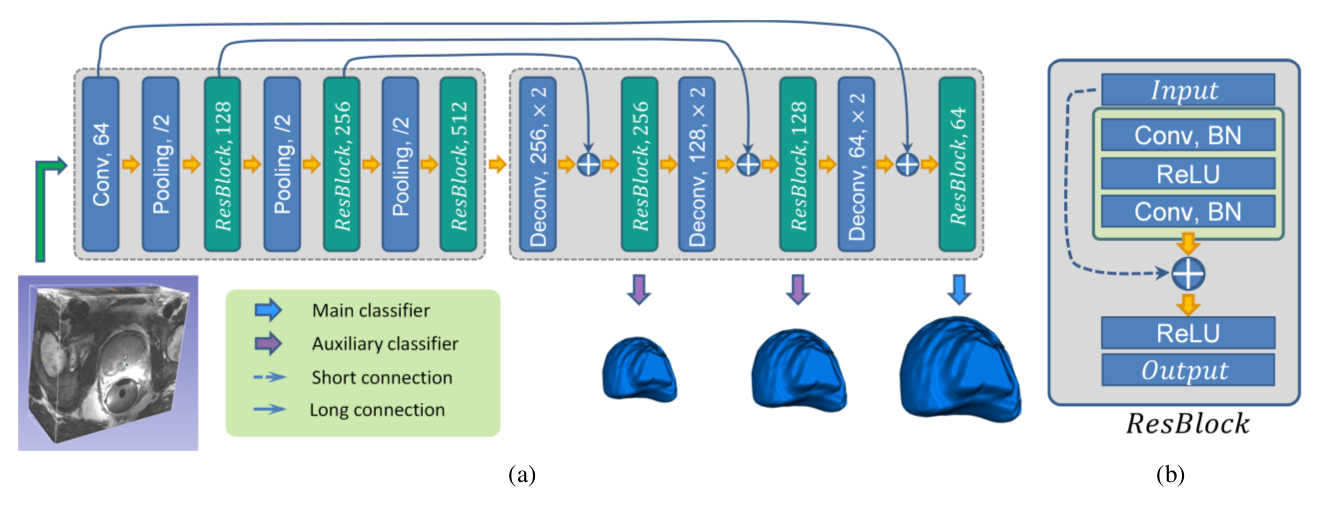 Conv, 64
Pooling, /2
ResBlock, 128
Pooling, /2
ResBlock, 256
Pooling, /2
ResBlock, 512
Deconv, 256, × 2
ResBlock, 256
Deconv, 128, × 2
ResBlock, 128
Deconv, 64, × 2
ResBlock, 64
Main classifier
Auxiliary classifier
Short connection
Long connection
(a)
Input
Conv, BN
ReLU
Conv, BN
ReLU
Output
ResBlock
(b)